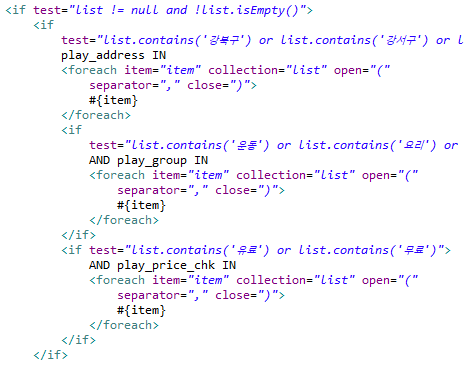 <if test="list != null and !list.isEmpty()">
<if
test="list.contains('강북구') or list.contains('강서구') or l
play_address IN
<foreach item="item" collection="list" open="("
separator="," close=")">
#{item}
</foreach>
<if
test="list.contains('운동') or list.contains('요리') or
AND play_group IN
<foreach item="item" collection="list" open="("
separator="," close=")">
#{item}
</foreach>
</if>
<if test="list.contains('유료') or list.contains('무료')">
AND play_price_chk IN
<foreach item="item" collection="list" open="("
separator="," close=")">
#{item}
</foreach>
</if>
</if>